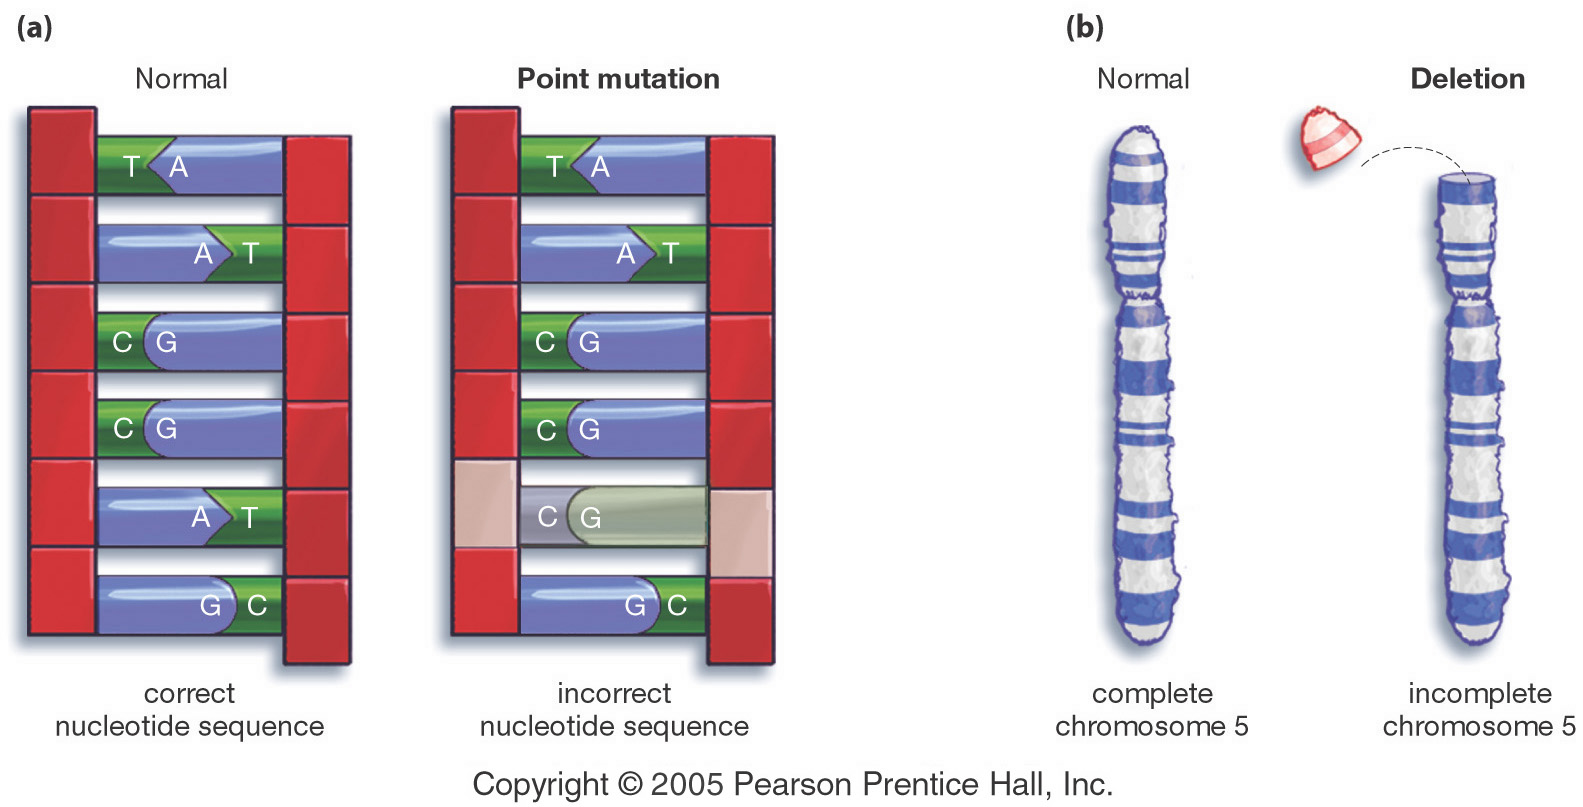 (a)
Normal
Point mutation
T A
A T
C G
C G
A T
G C
T A
A T
C G
C G
C G
G C
correct
nucleotide sequence
incorrect
nucleotide sequence
(b)
Normal
Deletion
complete
chromosome 5
incomplete
chromosome 5
Copyright © 2005 Pearson Prentice Hall, Inc.